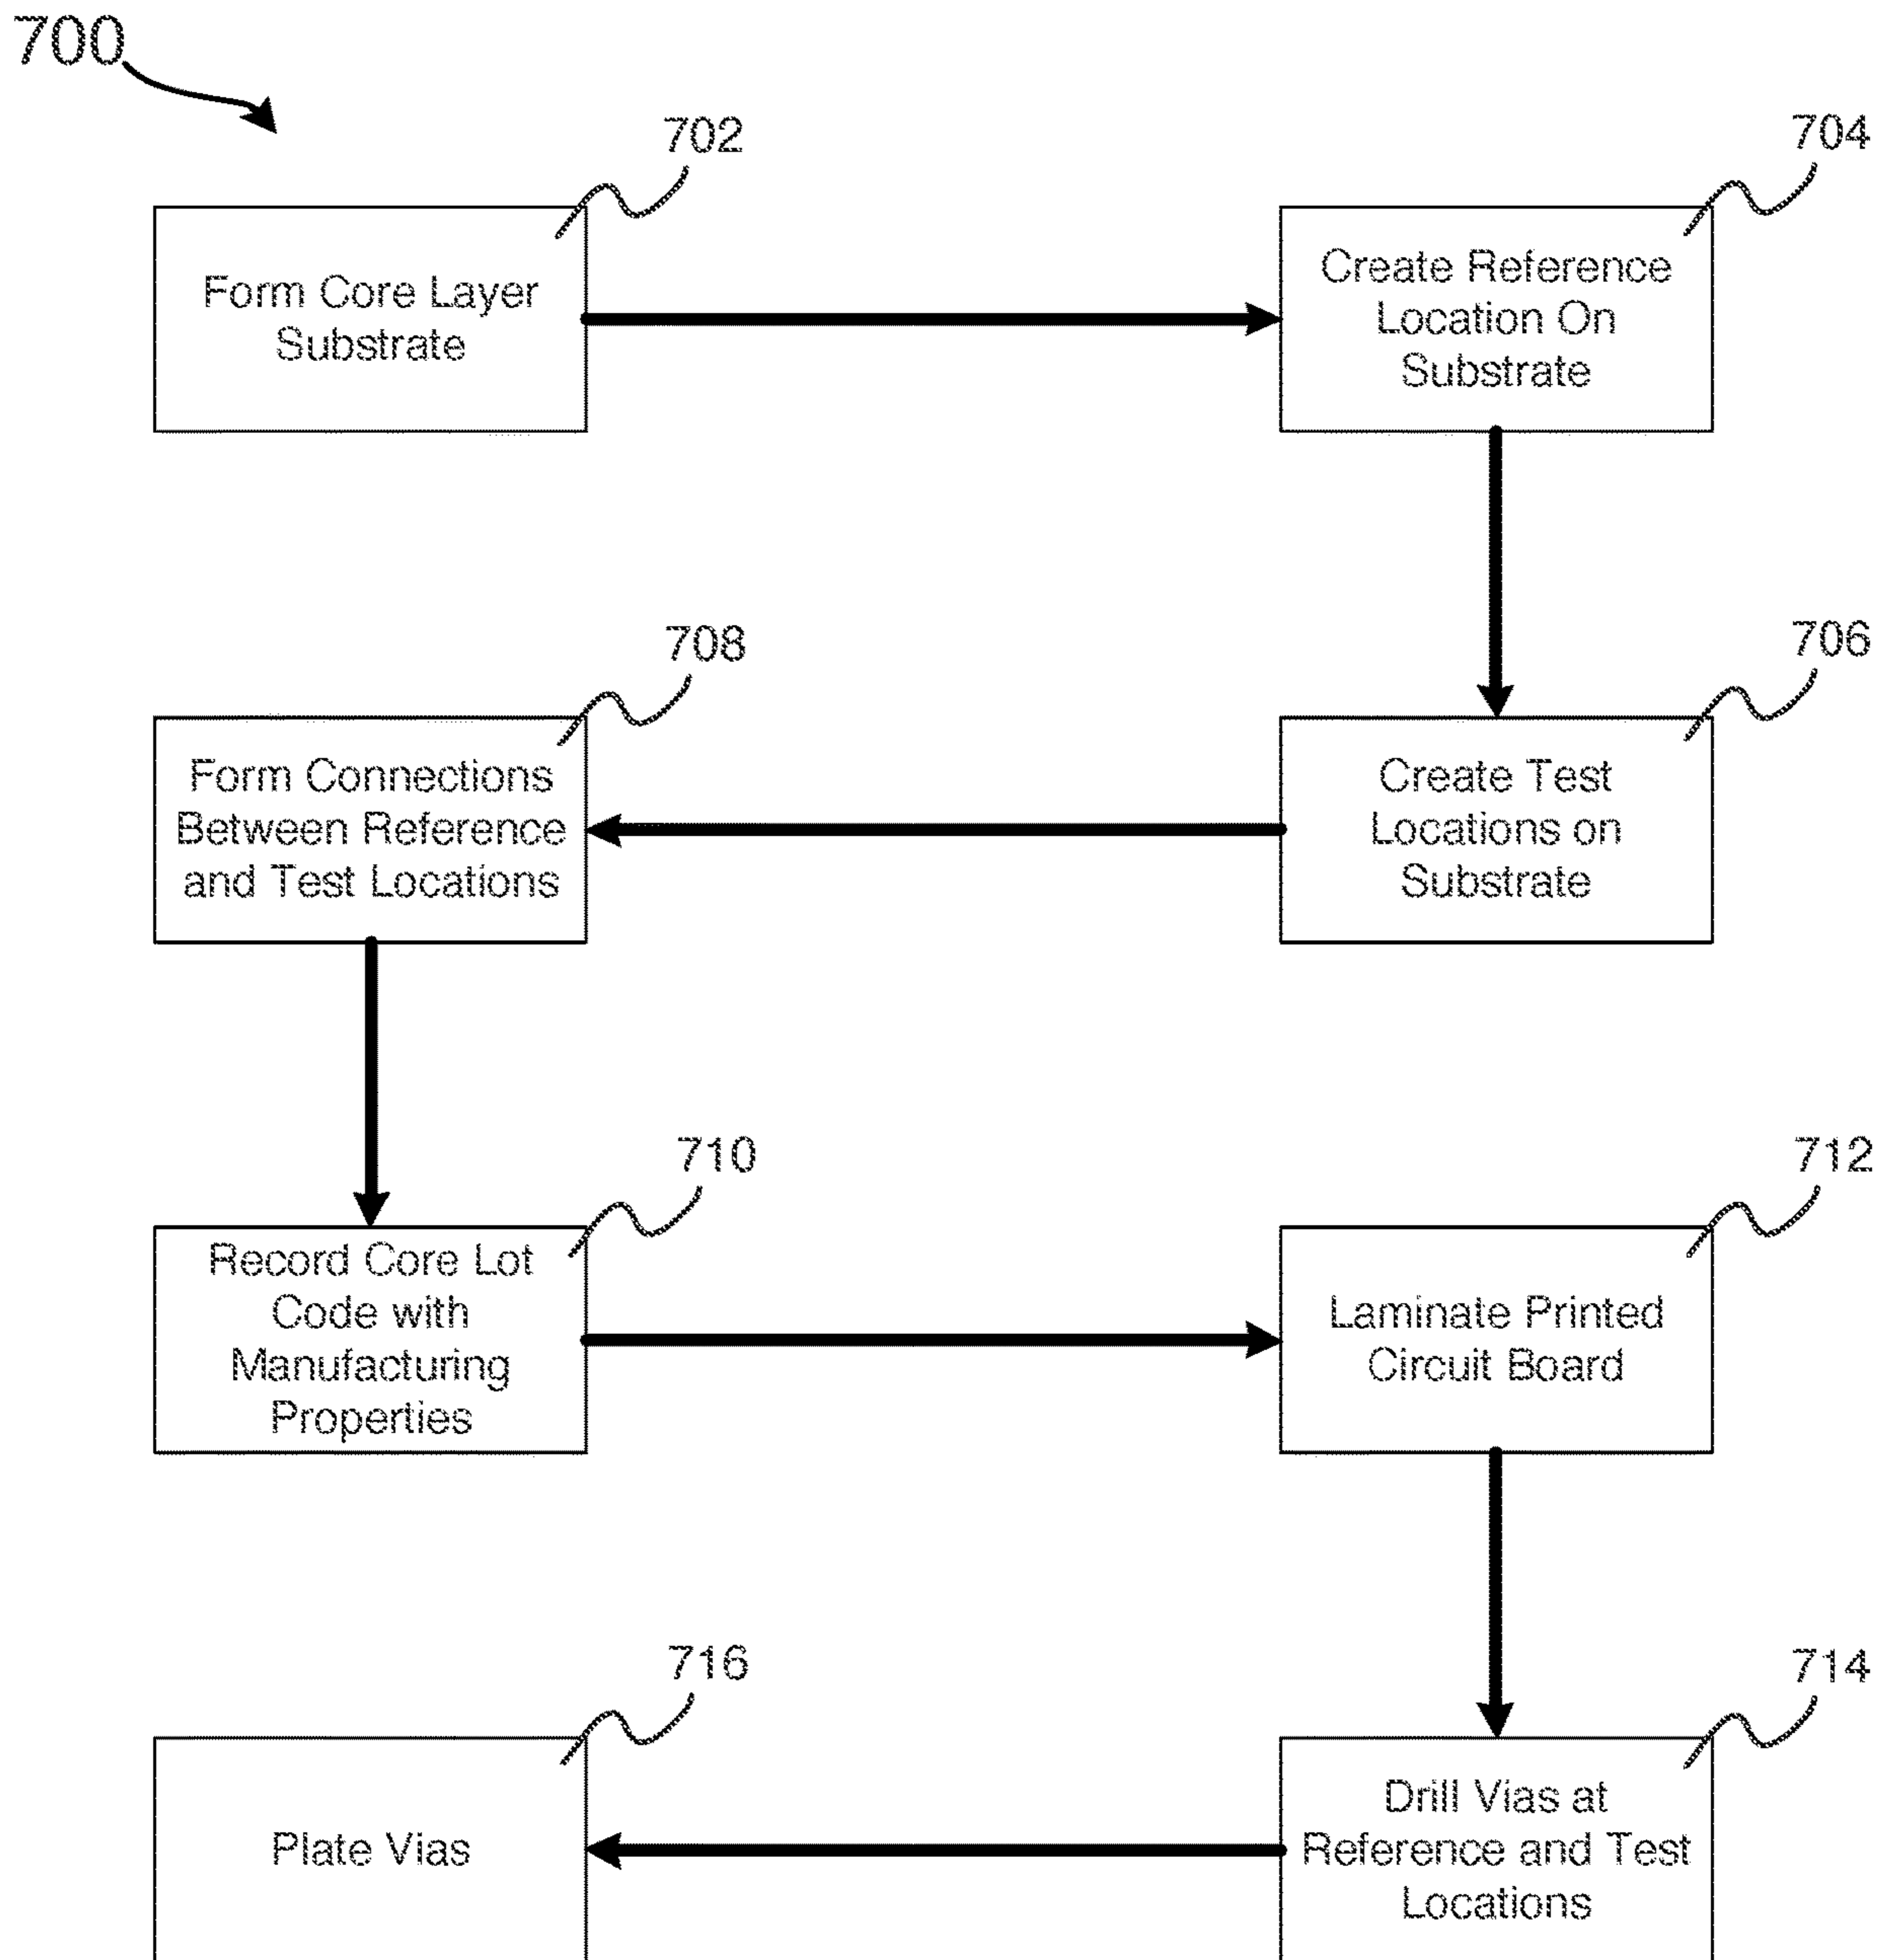 700
702
Form Core Layer
Substrate
704
Create Reference
Location On
Substrate
706
Create Test
Locations on
Substrate
708
Form Connections
Between Reference
and Test Locations
710
Record Core Lot
Code with
Manufacturing
Properties
712
Laminate Printed
Circuit Board
714
Drill Vias at
Reference and Test
Locations
716
Plate Vias